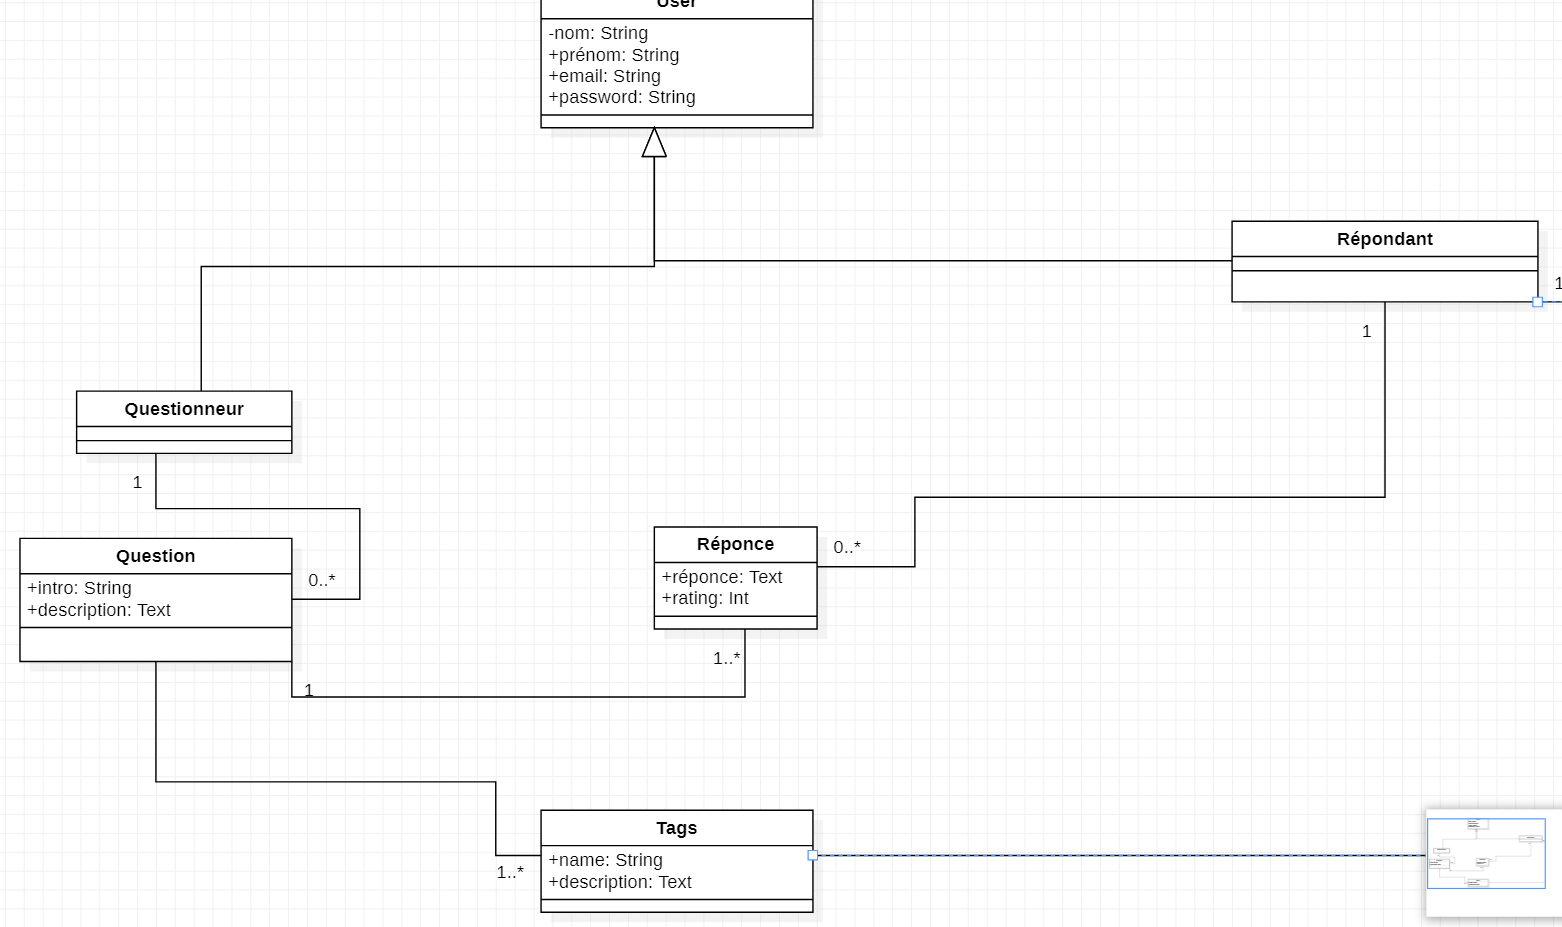 User
-nom: String
+prénom: String
+email: String
+password: String
Répondant
1
1
Questionneur
1
Question
+intro: String
+description: Text
0..*
Réponce
+réponce: Text
+rating: Int
0..*
1..*
1
Tags
+name: String
+description: Text
1..*